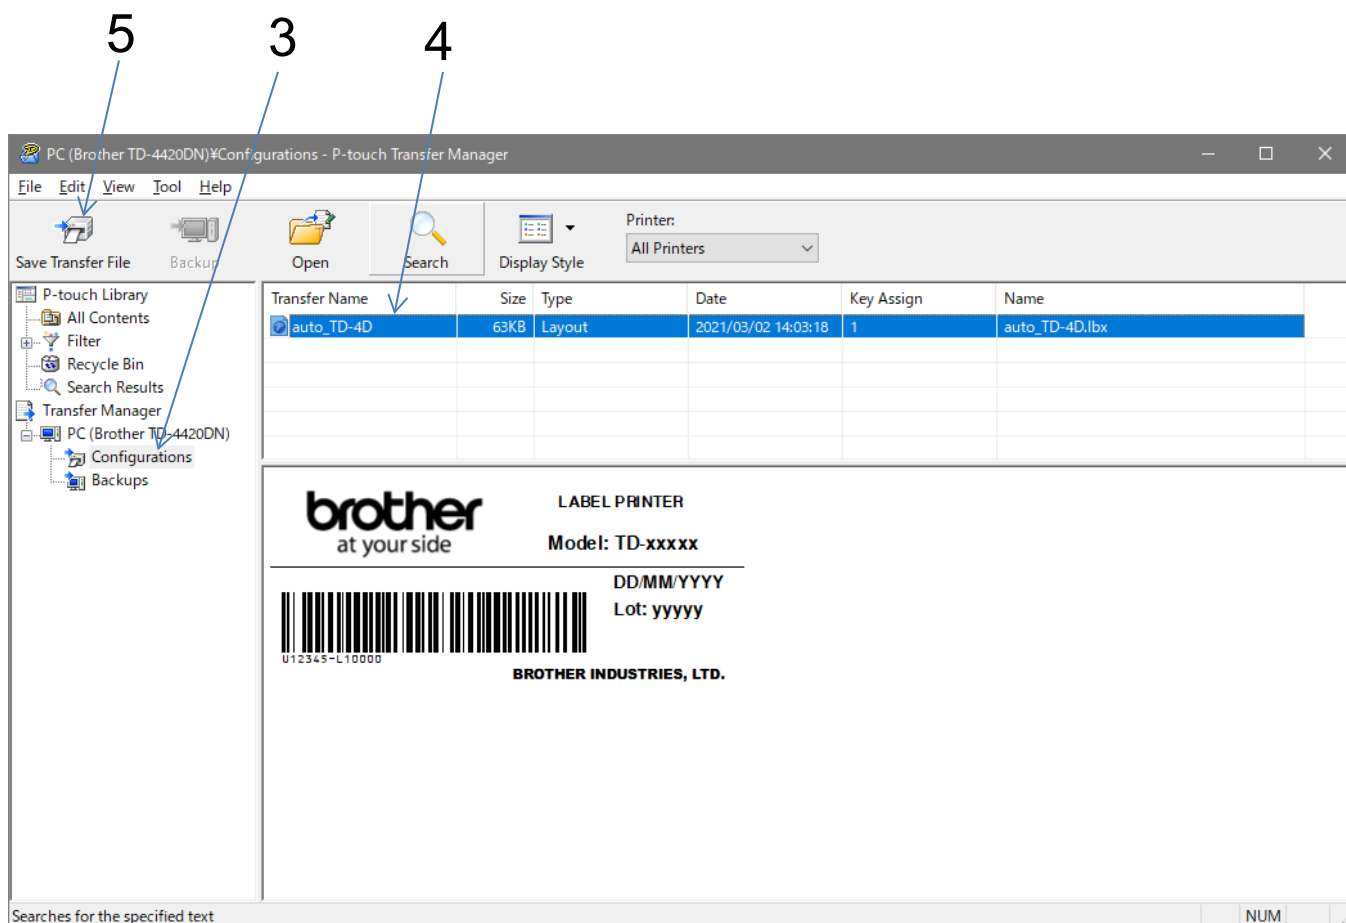 5 3 4
PC (Brother TD-4420DN)¥Configurations - P-touch Transfer Manager
File Edit View Tool Help
Save Transfer File Backup Open Search Display Style
Printer:
All Printers
P-touch Library
All Contents
Filter
Recycle Bin
Search Results
Transfer Manager
PC (Brother TD-4420DN)
Configurations
Backups
Transfer Name Size Type Date Key Assign Name
auto_TD-4D 63KB Layout 2021/03/02 14:03:18 1 auto_TD-4D.lbx
brother
at your side
LABEL PRINTER
Model: TD-xxxxx
DD/MM/YYYY
Lot: yyyyy
U12345-L10000
BROTHER INDUSTRIES, LTD.
Searches for the specified text NUM